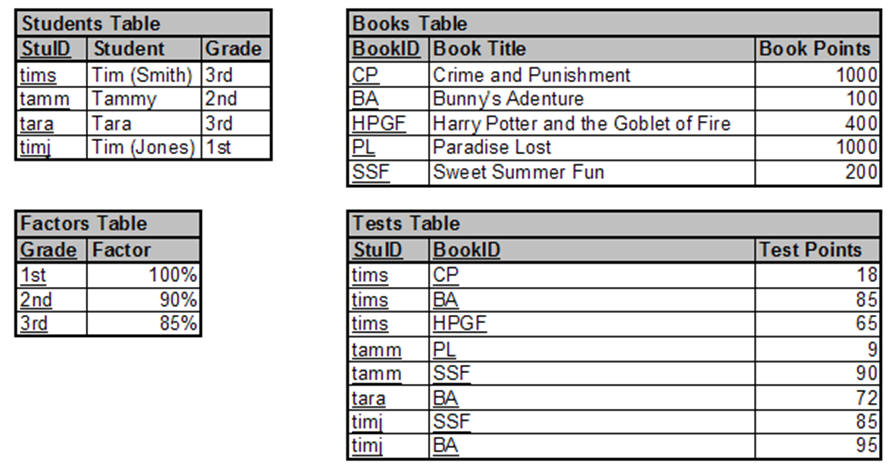 Students Table
StuID Student Grade
tims Tim (Smith) 3rd
tamm Tammy 2nd
tara Tara 3rd
timj Tim (Jones) 1st
Books Table
BookID Book Title Book Points
CP Crime and Punishment 1000
BA Bunny's Adenture 100
HPGF Harry Potter and the Goblet of Fire 400
PL Paradise Lost 1000
SSF Sweet Summer Fun 200
Factors Table
Grade Factor
1st 100%
2nd 90%
3rd 85%
Tests Table
StuID BookID Test Points
tims CP 18
tims BA 85
tims HPGF 65
tamm PL 9
tamm SSF 90
tara BA 72
timj SSF 85
timj BA 95